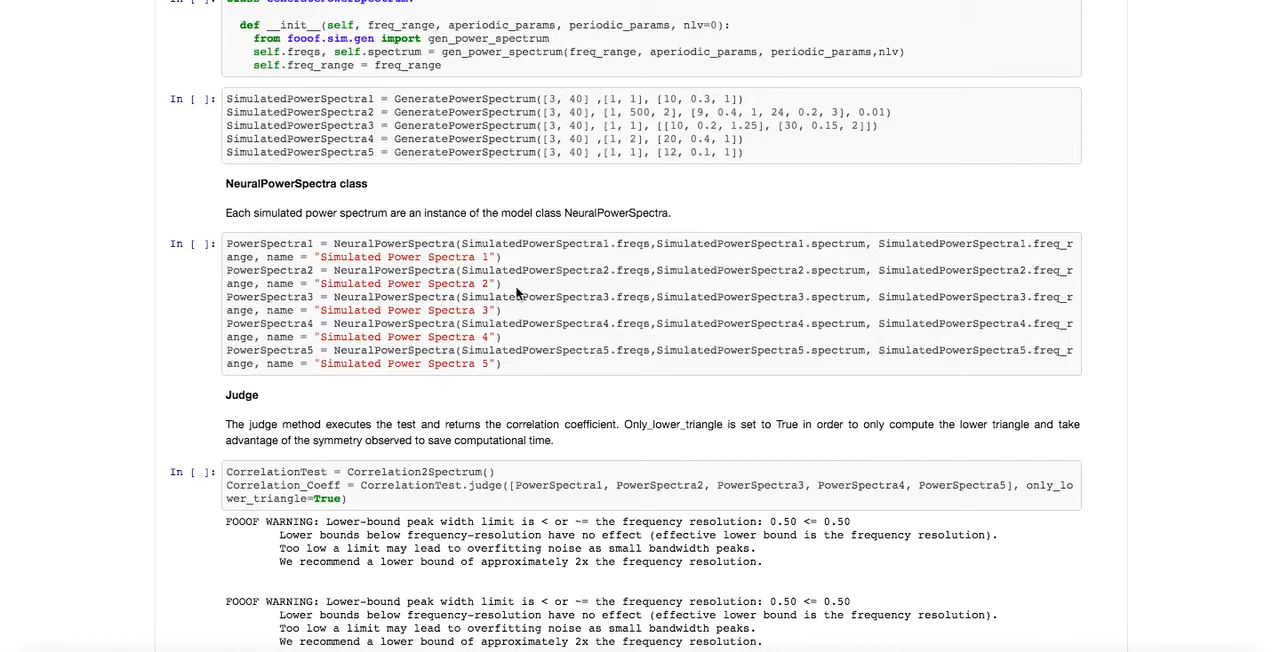 In [ ]: class GeneratePowerSpectrum:
def __init__(self, freq_range, aperiodic_params, periodic_params, nlv=0):
from fooof.sim.gen import gen_power_spectrum
self.freqs, self.spectrum = gen_power_spectrum(freq_range, aperiodic_params, periodic_params,nlv)
self.freq_range = freq_range
In [ ]: SimulatedPowerSpectra1 = GeneratePowerSpectrum([3, 40] ,[1, 1], [10, 0.3, 1])
SimulatedPowerSpectra2 = GeneratePowerSpectrum([3, 40], [1, 500, 2], [9, 0.4, 1, 24, 0.2, 3], 0.01)
SimulatedPowerSpectra3 = GeneratePowerSpectrum([3, 40], [1, 1], [[10, 0.2, 1.25], [30, 0.15, 2]])
SimulatedPowerSpectra4 = GeneratePowerSpectrum([3, 40] ,[1, 2], [20, 0.4, 1])
SimulatedPowerSpectra5 = GeneratePowerSpectrum([3, 40] ,[1, 1], [12, 0.1, 1])
NeuralPowerSpectra class
Each simulated power spectrum are an instance of the model class NeuralPowerSpectra.
In [ ]: PowerSpectra1 = NeuralPowerSpectra(SimulatedPowerSpectra1.freqs,SimulatedPowerSpectra1.spectrum, SimulatedPowerSpectra1.freq_r
ange, name = "Simulated Power Spectra 1")
PowerSpectra2 = NeuralPowerSpectra(SimulatedPowerSpectra2.freqs,SimulatedPowerSpectra2.spectrum, SimulatedPowerSpectra2.freq_r
ange, name = "Simulated Power Spectra 2")
PowerSpectra3 = NeuralPowerSpectra(SimulatedPowerSpectra3.freqs,SimulatedPowerSpectra3.spectrum, SimulatedPowerSpectra3.freq_r
ange, name = "Simulated Power Spectra 3")
PowerSpectra4 = NeuralPowerSpectra(SimulatedPowerSpectra4.freqs,SimulatedPowerSpectra4.spectrum, SimulatedPowerSpectra4.freq_r
ange, name = "Simulated Power Spectra 4")
PowerSpectra5 = NeuralPowerSpectra(SimulatedPowerSpectra5.freqs,SimulatedPowerSpectra5.spectrum, SimulatedPowerSpectra5.freq_r
ange, name = "Simulated Power Spectra 5")
Judge
The judge method executes the test and returns the correlation coefficient. Only_lower_triangle is set to True in order to only compute the lower triangle and take
advantage of the symmetry observed to save computational time.
In [ ]: CorrelationTest = Correlation2Spectrum()
Correlation_Coeff = CorrelationTest.judge([PowerSpectra1, PowerSpectra2, PowerSpectra3, PowerSpectra4, PowerSpectra5], only_lo
wer_triangle=True)
FOOOF WARNING: Lower-bound peak width limit is < or ~= the frequency resolution: 0.50 <= 0.50
Lower bounds below frequency-resolution have no effect (effective lower bound is the frequency resolution).
Too low a limit may lead to overfitting noise as small bandwidth peaks.
We recommend a lower bound of approximately 2x the frequency resolution.
FOOOF WARNING: Lower-bound peak width limit is < or ~= the frequency resolution: 0.50 <= 0.50
Lower bounds below frequency-resolution have no effect (effective lower bound is the frequency resolution).
Too low a limit may lead to overfitting noise as small bandwidth peaks.
We recommend a lower bound of approximately 2x the frequency resolution.